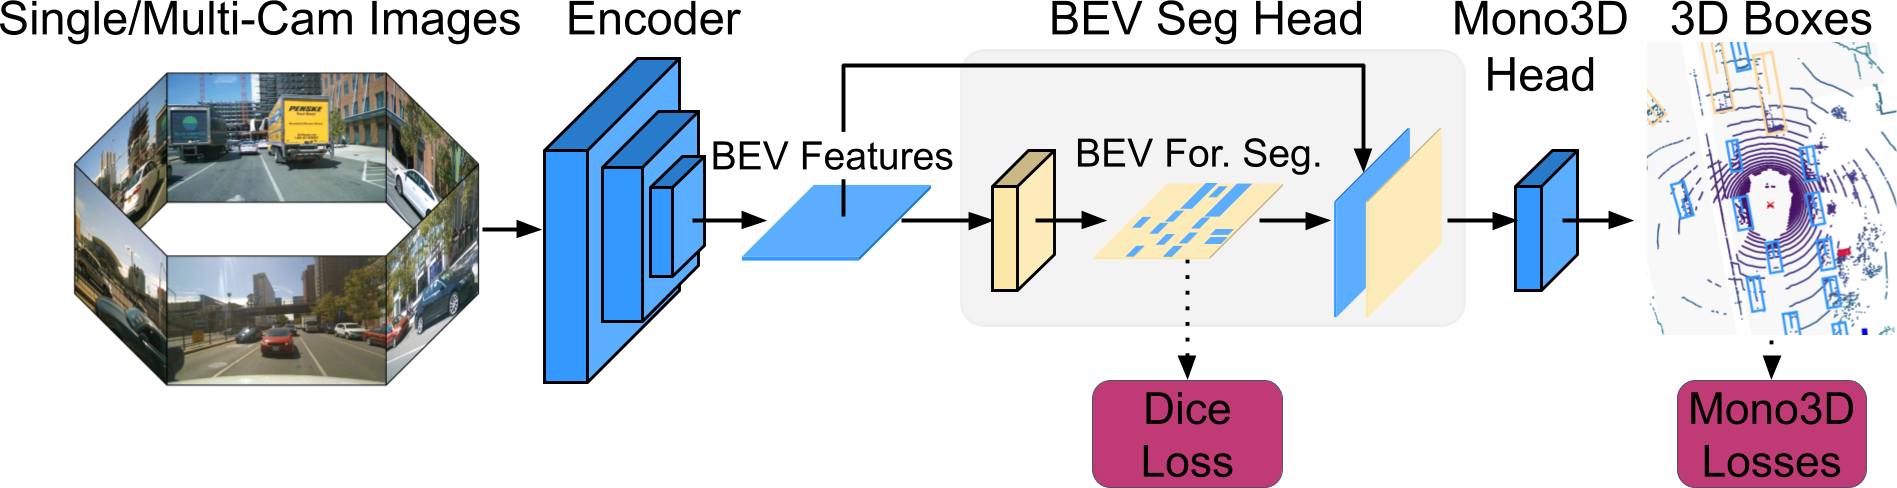 Single/Multi-Cam Images
Encoder
BEV Seg Head
Mono3D
Head
3D Boxes
PENSKE
BEV Features
BEV For. Seg.
Dice
Loss
Mono3D
Losses